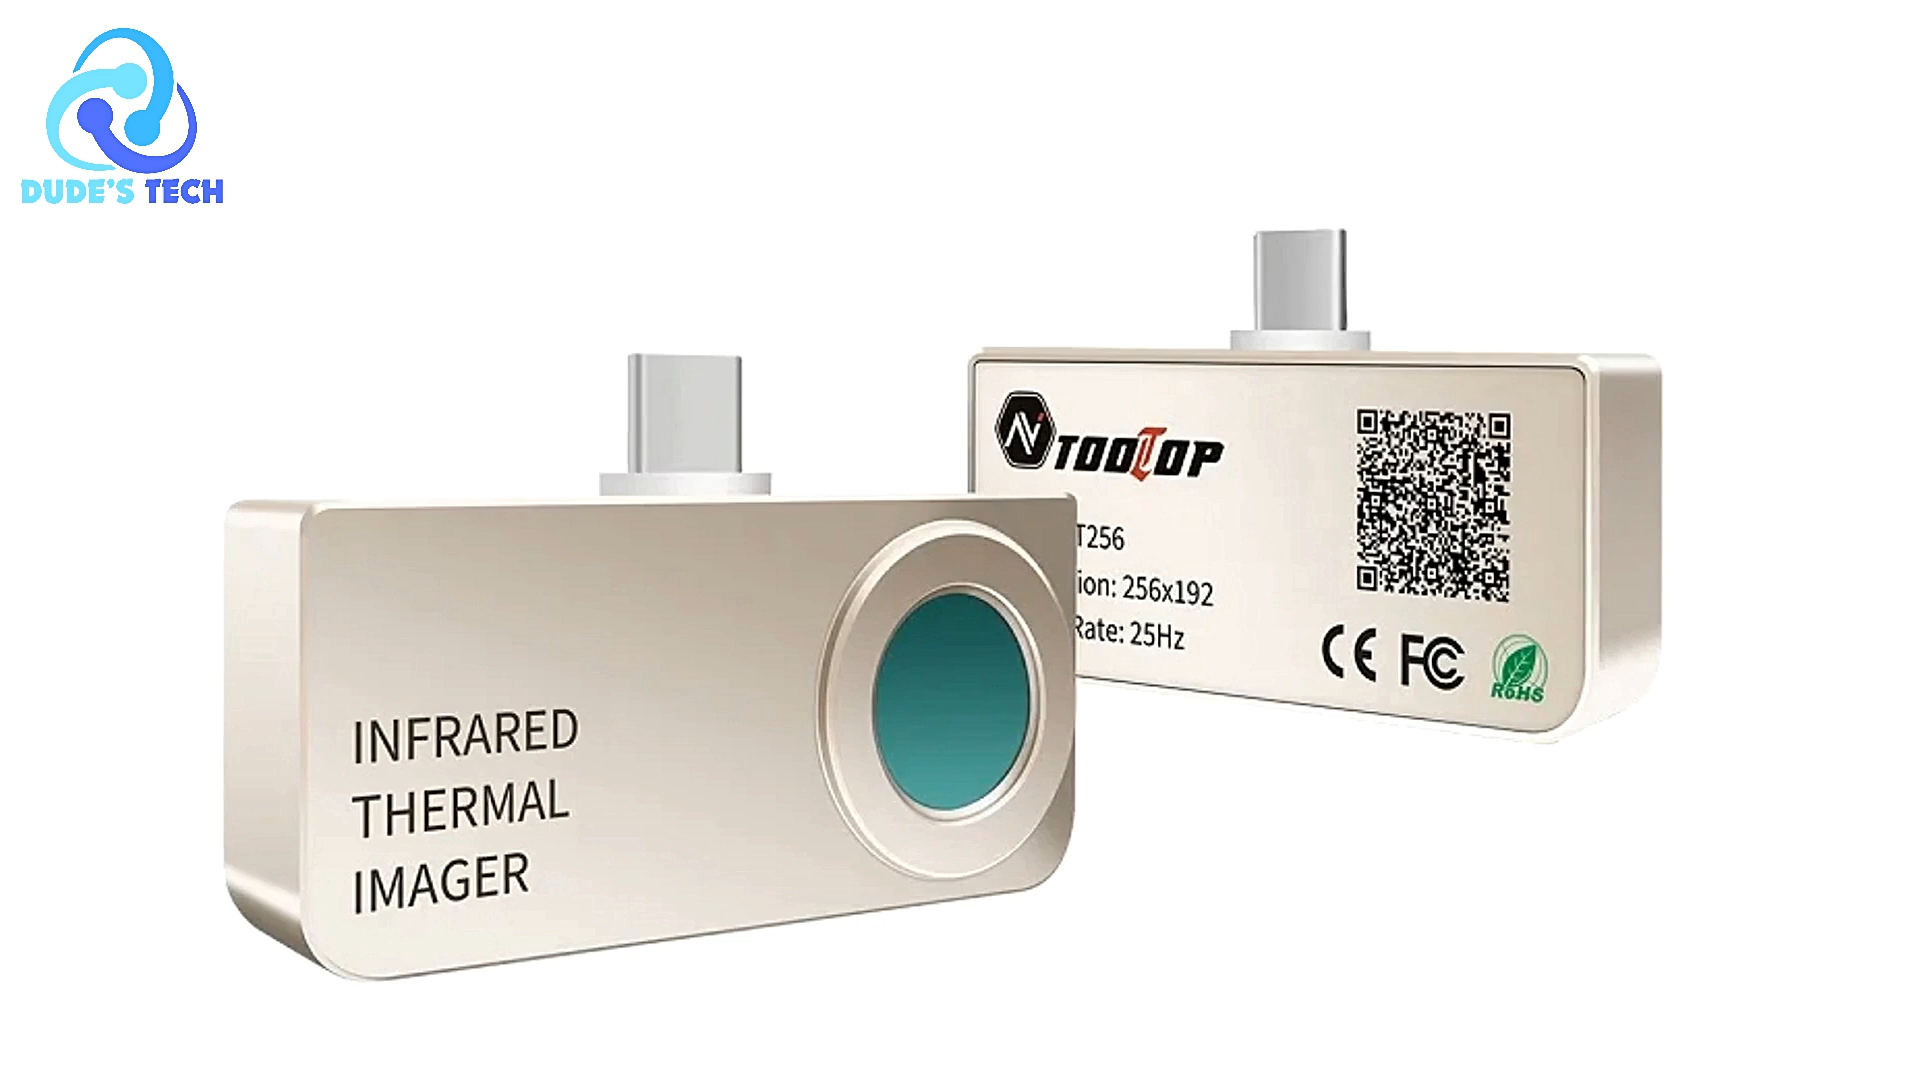 DUDE'S TECH
INFRARED
THERMAL
IMAGER
TOOLTOP
T256
ion: 256x192
Rate: 25Hz
CE FC RoHS